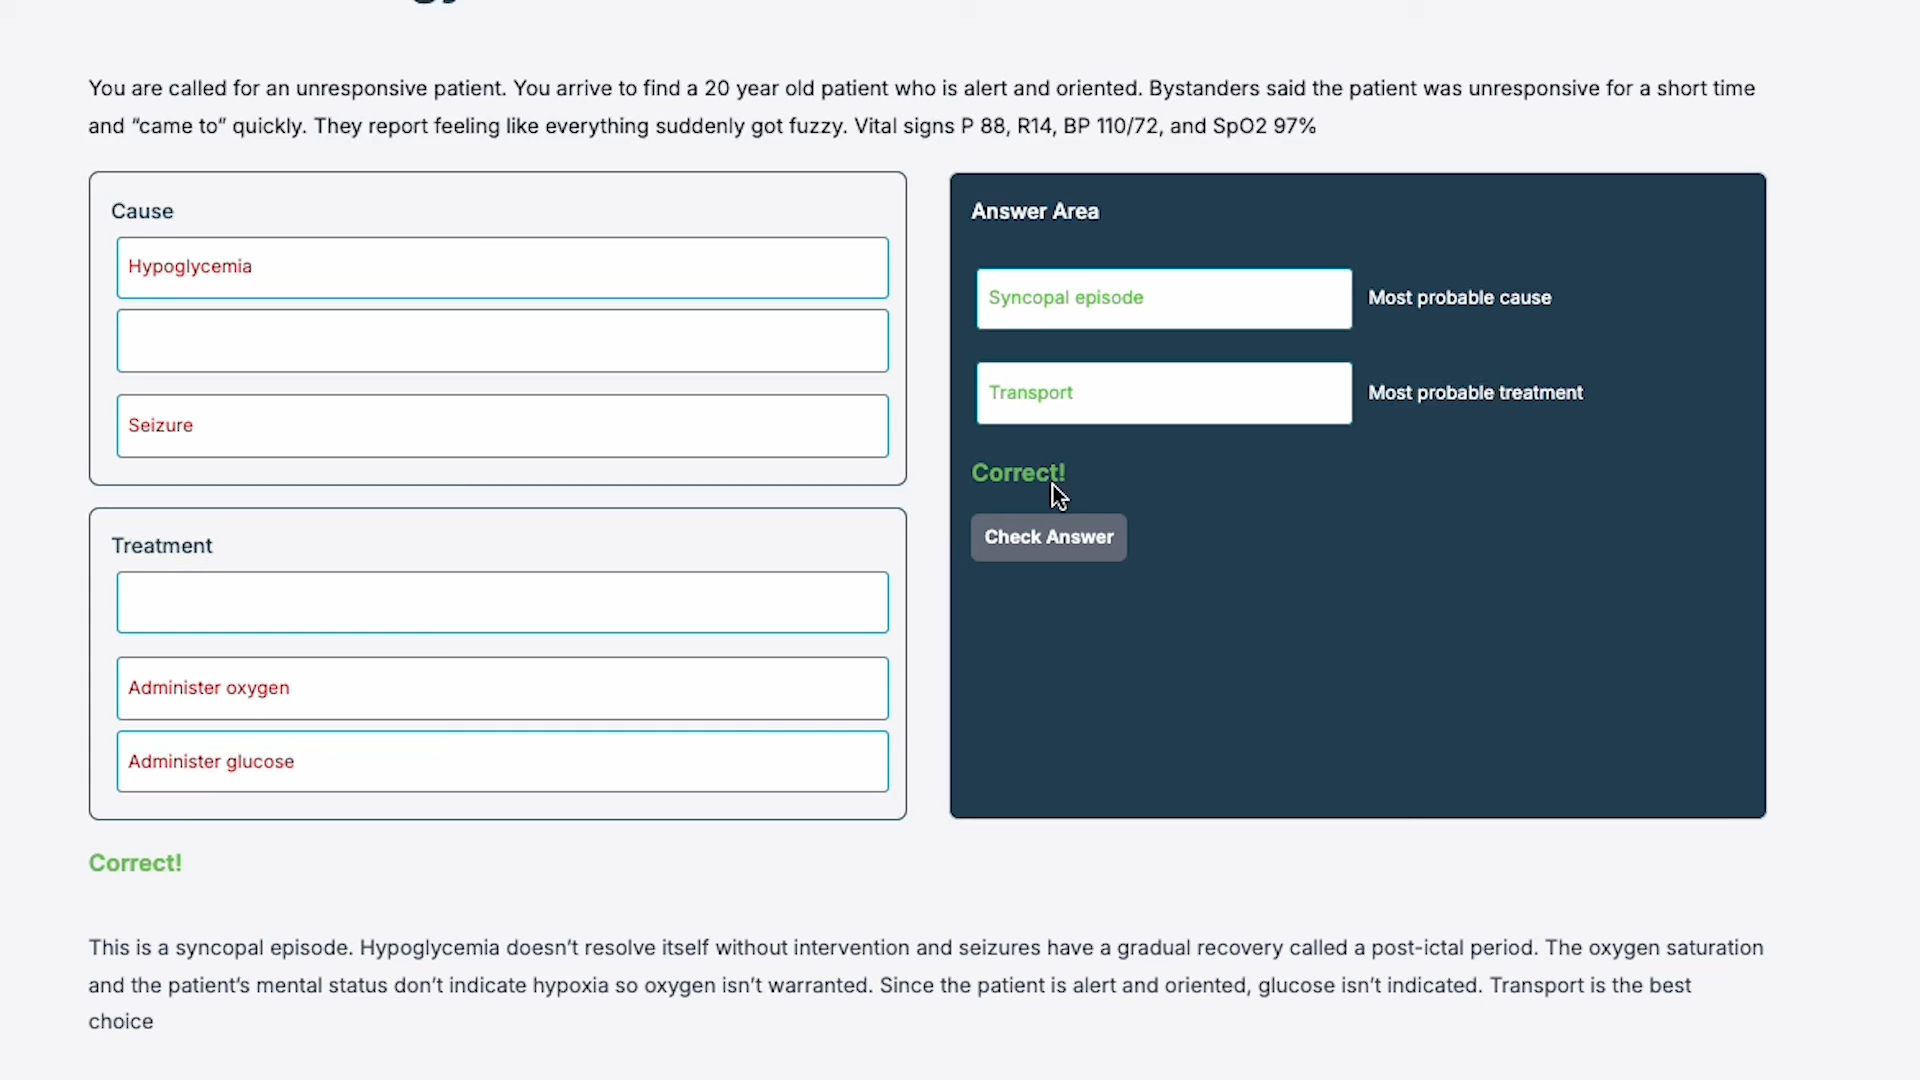 You are called for an unresponsive patient. You arrive to find a 20 year old patient who is alert and oriented. Bystanders said the patient was unresponsive for a short time
and “came to” quickly. They report feeling like everything suddenly got fuzzy. Vital signs P 88, R14, BP 110/72, and SpO2 97%
Cause
Hypoglycemia
Seizure
Treatment
Administer oxygen
Administer glucose
Answer Area
Syncopal episode
Most probable cause
Transport
Most probable treatment
Correct!
Check Answer
Correct!
This is a syncopal episode. Hypoglycemia doesn’t resolve itself without intervention and seizures have a gradual recovery called a post-ictal period. The oxygen saturation
and the patient’s mental status don’t indicate hypoxia so oxygen isn’t warranted. Since the patient is alert and oriented, glucose isn’t indicated. Transport is the best
choice